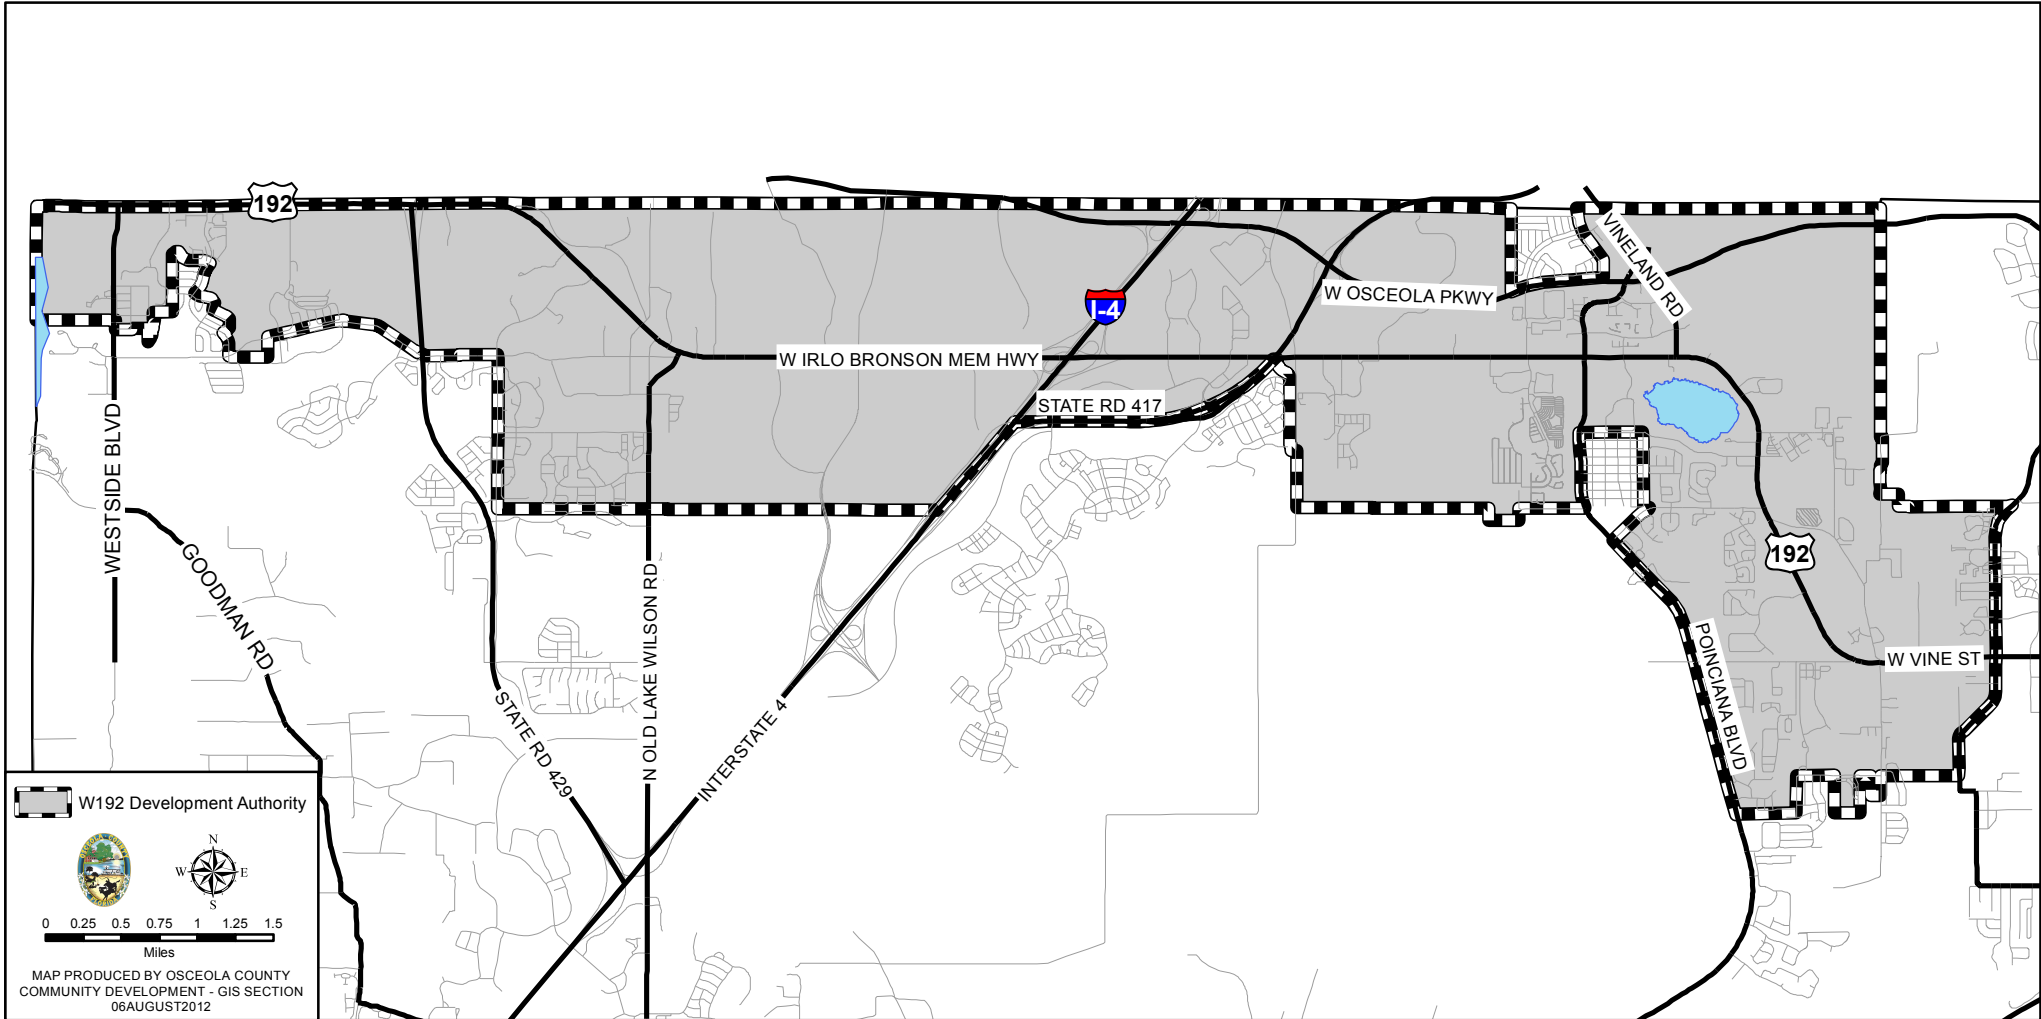 192
VINELAND RD
W OSCEOLA PKWY
I-4
W IRLO BRONSON MEM HWY
STATE RD 417
WESTSIDE BLVD
GOODMAN RD
192
N OLD LAKE WILSON RD
STATE RD 429
INTERSTATE 4
POINCIANA BLVD
W VINE ST
W192 Development Authority
OSCEOLA COUNTY
FLORIDA
N
W E
S
0 0.25 0.5 0.75 1 1.25 1.5
Miles
MAP PRODUCED BY OSCEOLA COUNTY
COMMUNITY DEVELOPMENT - GIS SECTION
06AUGUST2012